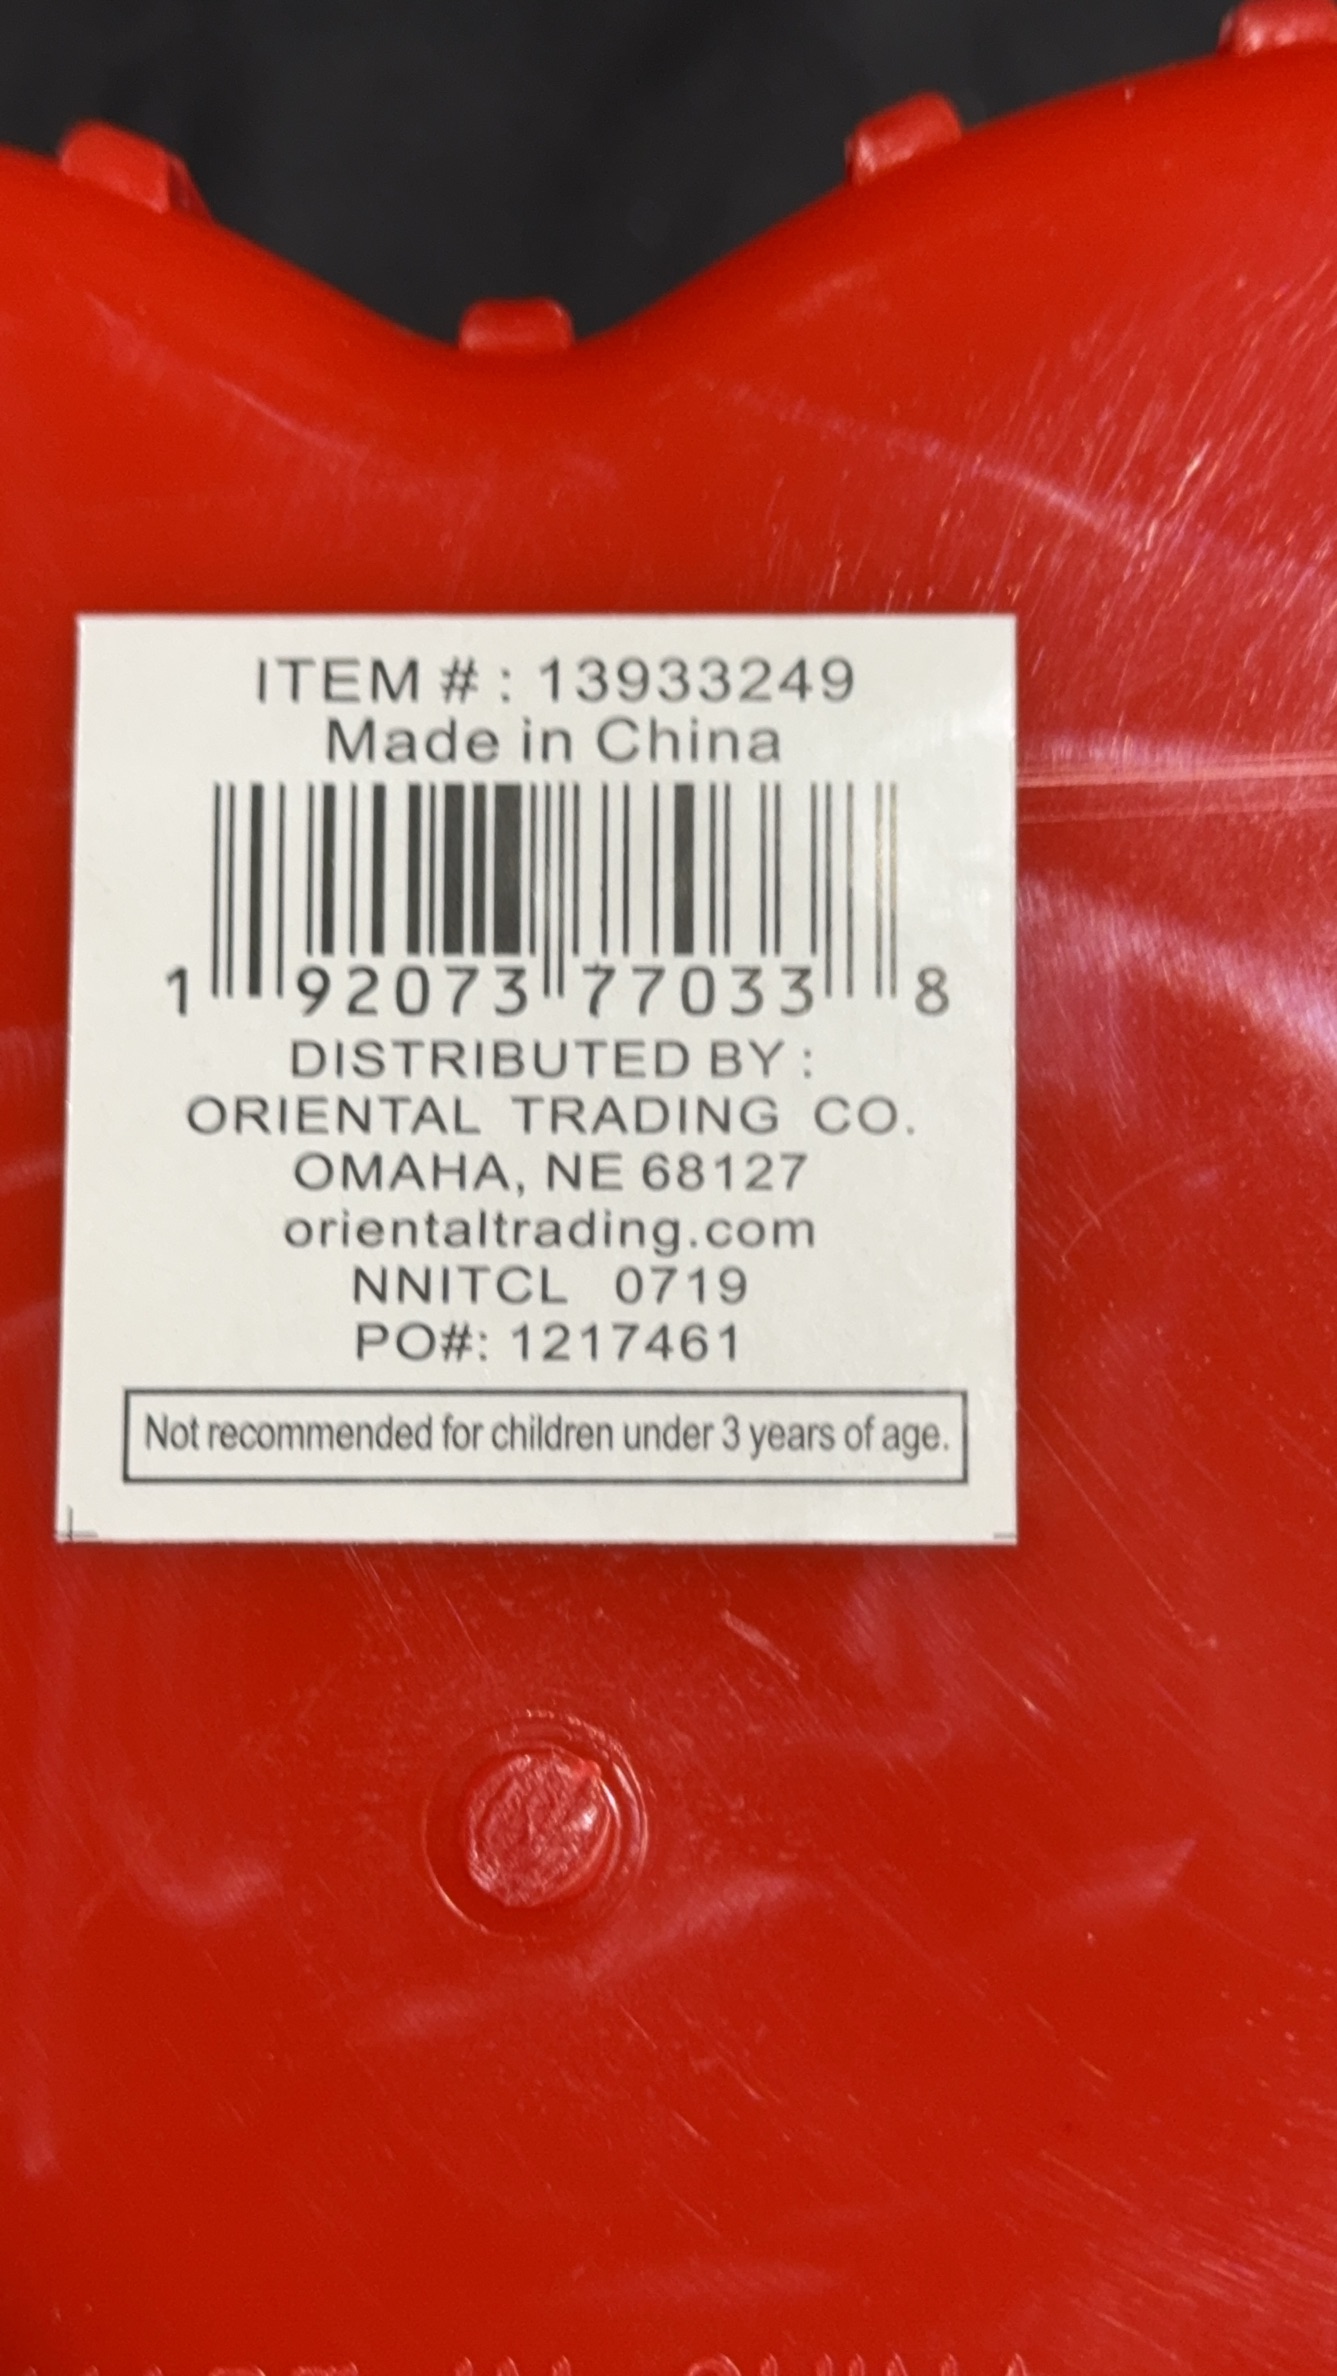 ITEM # : 13933249
Made in China
1 92073 77033 8
DISTRIBUTED BY :
ORIENTAL TRADING CO.
OMAHA, NE 68127
orientaltrading.com
NNITCL 0719
PO#: 1217461
Not recommended for children under 3 years of age.